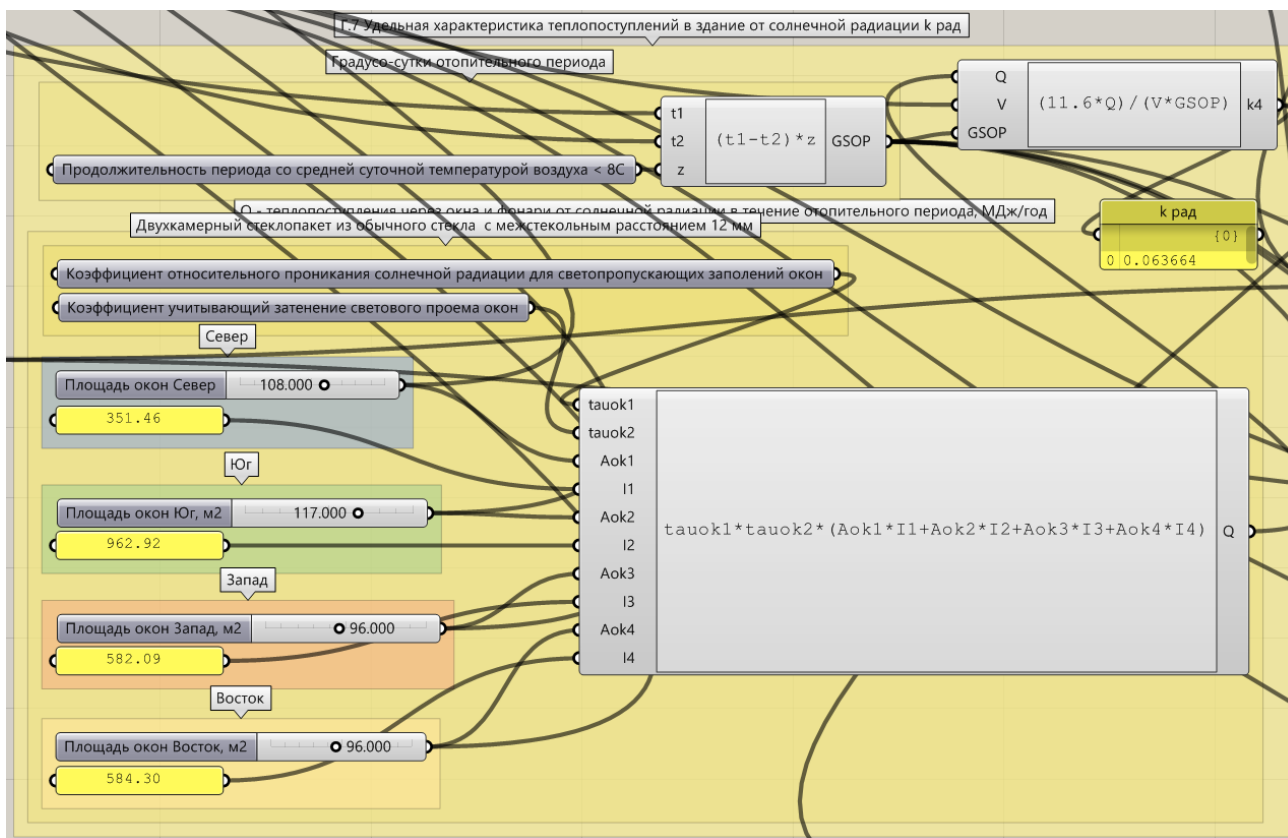 Г.7 Удельная характеристика теплопоступлений в здание от солнечной радиации k рад
Градусо-сутки отопительного периода
t1
t2
z
(t1-t2)*z
GSOP
Q
V
GSOP
(11.6*Q)/(V*GSOP)
k4
Продолжительность периода со средней суточной температурой воздуха < 8С
k рад
{0}
0 0.063664
Q - теплопоступления через окна и фонари от солнечной радиации в течение отопительного периода, МДж/год
Двухкамерный стеклопакет из обычного стекла с межстекольным расстоянием 12 мм
Коэффициент относительного проникания солнечной радиации для светопропускающих заполений окон
Коэффициент учитывающий затенение светового проема окон
Север
Площадь окон Север 108.000
351.46
Юг
Площадь окон Юг, м2 117.000
962.92
Запад
Площадь окон Запад, м2 96.000
582.09
Восток
Площадь окон Восток, м2 96.000
584.30
tauok1
tauok2
Aok1
I1
Aok2
I2
Aok3
I3
Aok4
I4
tauok1*tauok2*(Aok1*I1+Aok2*I2+Aok3*I3+Aok4*I4)
Q